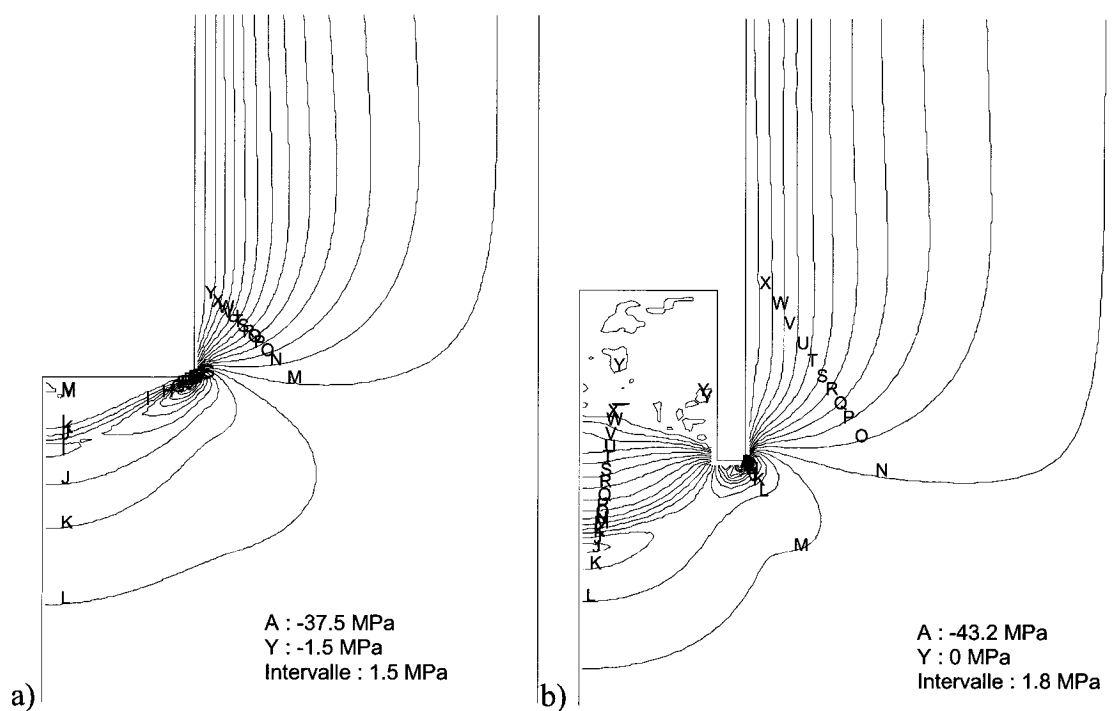 A : -37.5 MPa
Y : -1.5 MPa
Intervalle : 1.5 MPa
a)
A : -43.2 MPa
Y : 0 MPa
Intervalle : 1.8 MPa
b)
Y
X
W
Q
P
O
N
M
M
I
J
K
L
X
W
V
U
T
S
R
Q
P
O
N
M
L
Y
Y
X
W
V
U
S
R
J
K
L